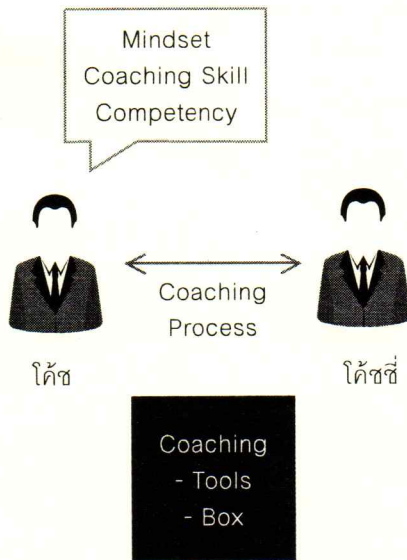 Mindset
Coaching Skill
Competency
Coaching
Process
โค้ช
โค้ชชี่
Coaching
- Tools
- Box